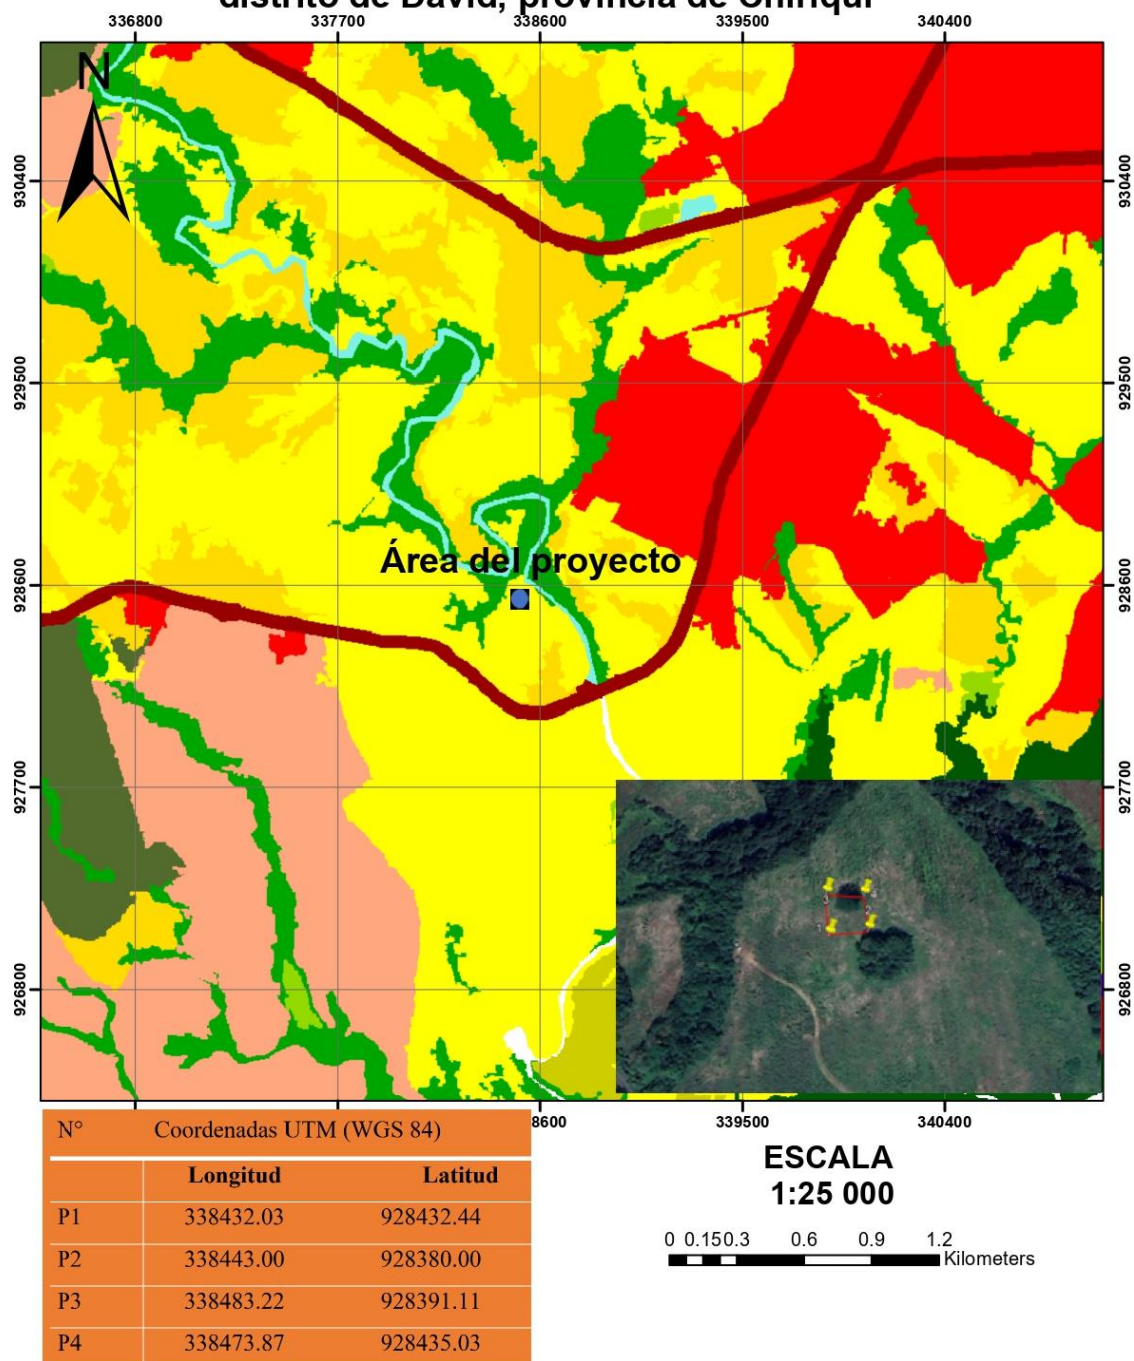 distrito de David, provincia de Chiriquí
336800 337700 338600 339500 340400
N
930400 930400
929500 929500
Área del proyecto
928600 928600
927700 927700
926800 926800
8600 339500 340400
N° Coordenadas UTM (WGS 84)
Longitud Latitud
P1 338432.03 928432.44
P2 338443.00 928380.00
P3 338483.22 928391.11
P4 338473.87 928435.03
ESCALA
1:25 000
0 0.15 0.3 0.6 0.9 1.2
Kilometers